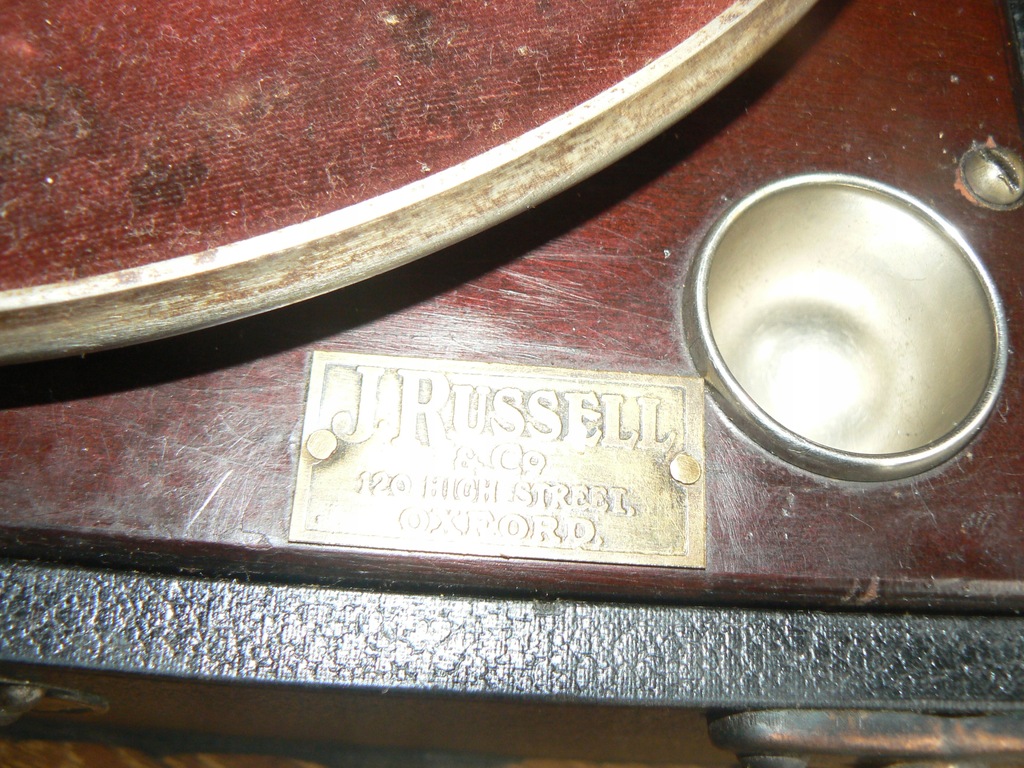 J. RUSSELL,
& CO.
120 HIGH STREET,
OXFORD.